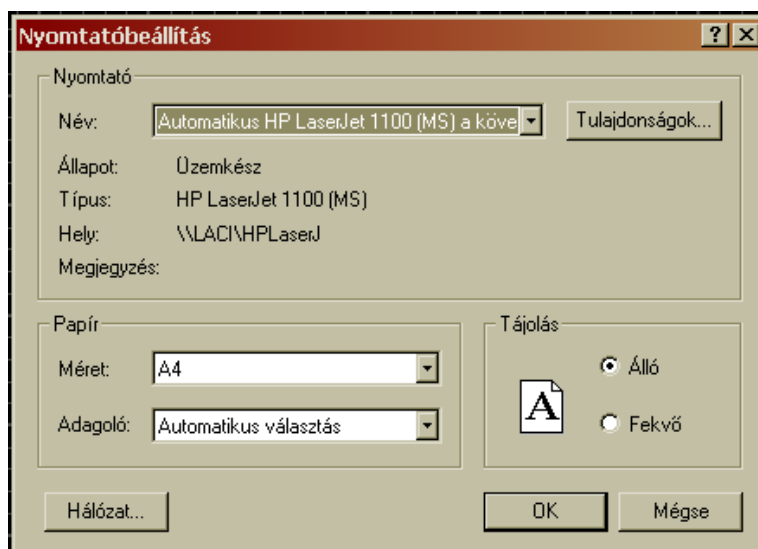 Nyomtatóbeállítás
Nyomtató
Név: Automatikus HP LaserJet 1100 (MS) a köve Tulajdonságok...
Állapot: Üzemkész
Típus: HP LaserJet 1100 (MS)
Hely: \\LACI\HPLaserJ
Megjegyzés:
Papír
Méret: A4
Adagoló: Automatikus választás
Tájolás
A
Álló
Fekvő
Hálózat... OK Mégse